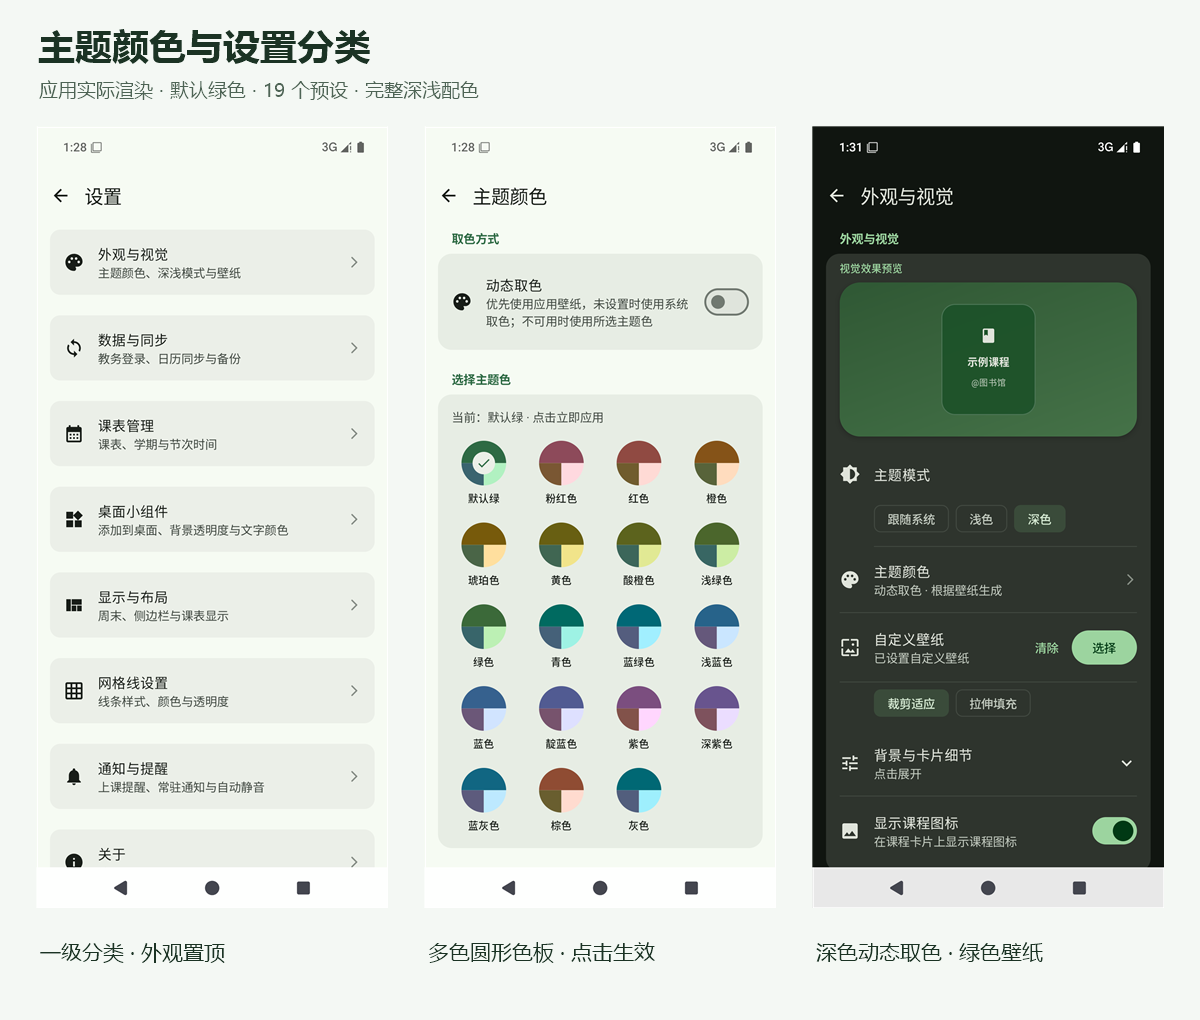 主题颜色与设置分类
应用实际渲染 · 默认绿色 · 19 个预设 · 完整深浅配色
1:28
3G
设置
外观与视觉
主题颜色、深浅模式与壁纸
数据与同步
教务登录、日历同步与备份
课表管理
课表、学期与节次时间
桌面小组件
添加到桌面、背景透明度与文字颜色
显示与布局
周末、侧边栏与课表显示
网格线设置
线条样式、颜色与透明度
通知与提醒
上课提醒、常驻通知与自动静音
关于
一级分类 · 外观置顶
1:28
3G
主题颜色
取色方式
动态取色
优先使用应用壁纸，未设置时使用系统
取色；不可用时使用所选主题色
选择主题色
当前：默认绿 · 点击立即应用
默认绿
粉红色
红色
橙色
琥珀色
黄色
酸橙色
浅绿色
绿色
青色
蓝绿色
浅蓝色
蓝色
靛蓝色
紫色
深紫色
蓝灰色
棕色
灰色
多色圆形色板 · 点击生效
1:31
3G
外观与视觉
外观与视觉
视觉效果预览
示例课程
@图书馆
主题模式
跟随系统
浅色
深色
主题颜色
动态取色 · 根据壁纸生成
自定义壁纸
已设置自定义壁纸
清除
选择
裁剪适应
拉伸填充
背景与卡片细节
点击展开
显示课程图标
在课程卡片上显示课程图标
深色动态取色 · 绿色壁纸